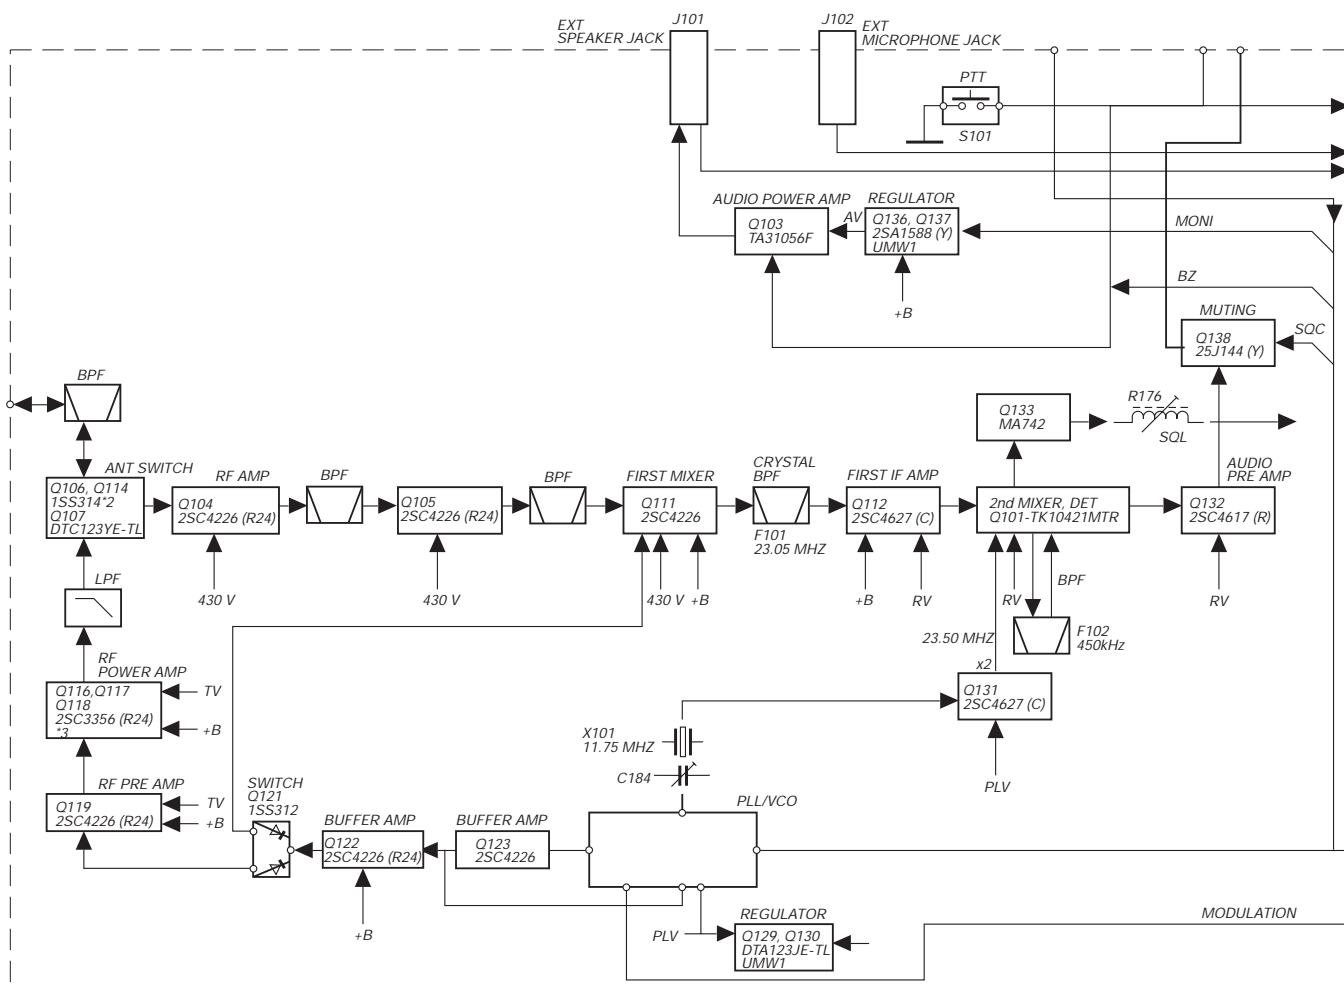 J101
J102
EXT
SPEAKER JACK
EXT
MICROPHONE JACK
PTT
S101
AUDIO POWER AMP
REGULATOR
Q103
TA31056F
AV
Q136, Q137
2SA1588 (Y)
UMW1
MONI
+B
BZ
MUTING
Q138
25J144 (Y)
SQC
BPF
Q133
MA742
R176
SQL
ANT SWITCH
Q106, Q114
1SS314*2
Q107
DTC123YE-TL
RF AMP
Q104
2SC4226 (R24)
BPF
Q105
2SC4226 (R24)
BPF
FIRST MIXER
Q111
2SC4226
CRYSTAL
BPF
F101
23.05 MHZ
FIRST IF AMP
Q112
2SC4627 (C)
2nd MIXER, DET
Q101-TK10421MTR
AUDIO
PRE AMP
Q132
2SC4617 (R)
LPF
430 V
430 V
430 V
+B
+B
RV
RV
BPF
RV
23.50 MHZ
F102
450kHz
RF
POWER AMP
Q116,Q117
Q118
2SC3356 (R24)
*3
TV
+B
x2
Q131
2SC4627 (C)
X101
11.75 MHZ
C184
PLV
RF PRE AMP
Q119
2SC4226 (R24)
TV
+B
SWITCH
Q121
1SS312
BUFFER AMP
Q122
2SC4226 (R24)
BUFFER AMP
Q123
2SC4226
PLL/VCO
+B
PLV
REGULATOR
Q129, Q130
DTA123JE-TL
UMW1
MODULATION